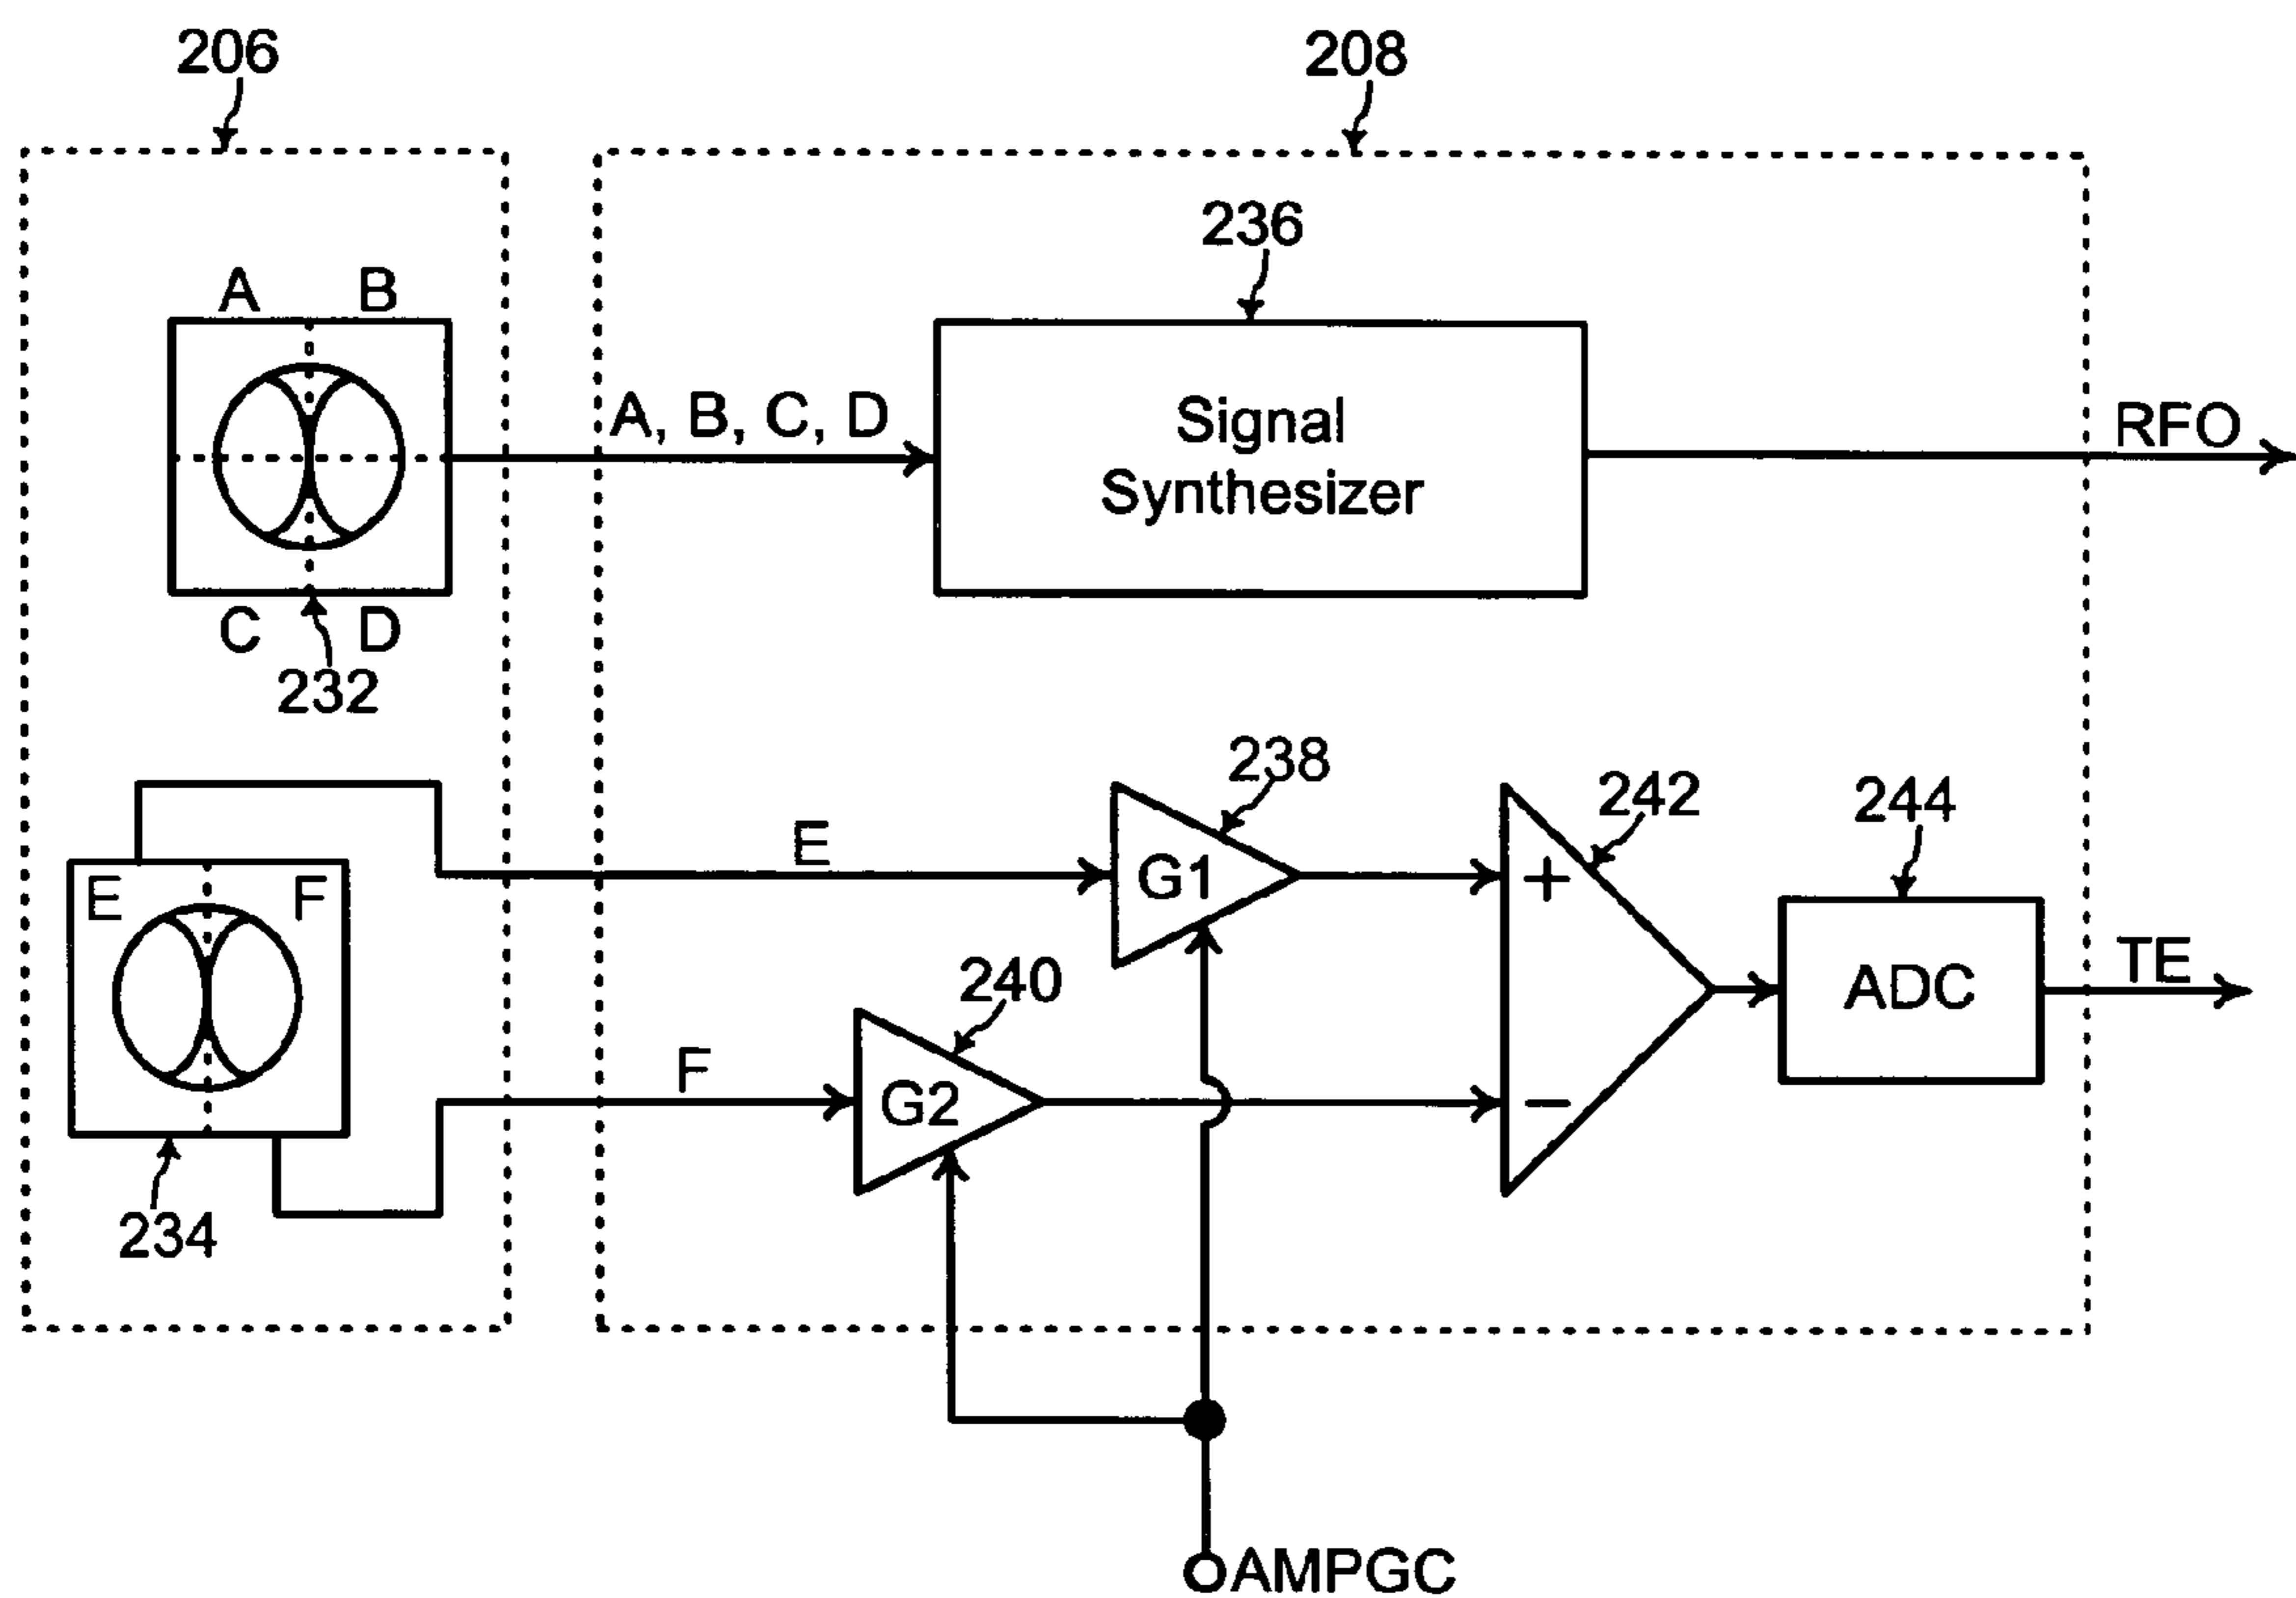 206
208
236
A B
A, B, C, D
Signal
Synthesizer
RFO
C D
232
238
242
244
E
E F
G1
+
240
ADC
TE
F
G2
−
234
AMPGC